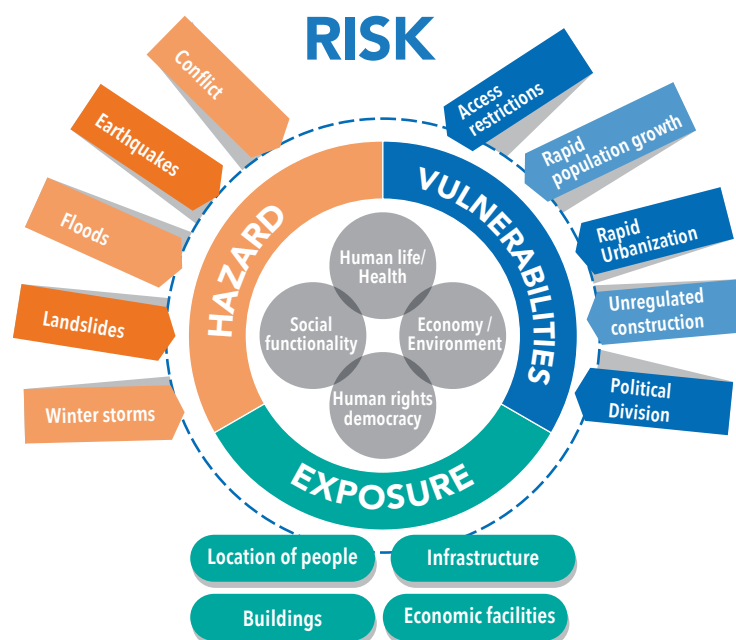 RISK
Conflict
Earthquakes
Floods
Landslides
Winter storms
HAZARD
VULNERABILITIES
EXPOSURE
Access
restrictions
Rapid
population growth
Rapid
Urbanization
Unregulated
construction
Political
Division
Human life/
Health
Social
functionality
Economy /
Environment
Human rights
democracy
Location of people
Infrastructure
Buildings
Economic facilities